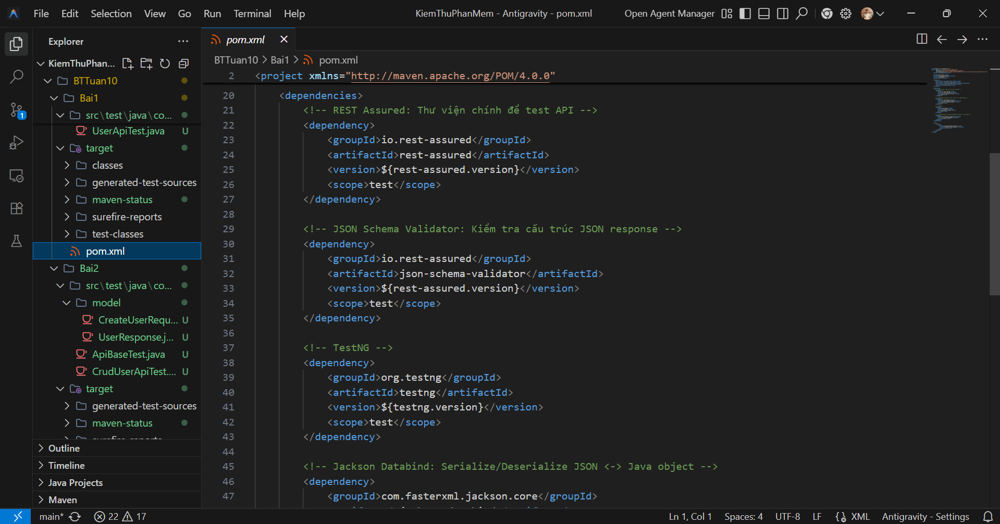 File Edit Selection View Go Run Terminal Help
KiemThuPhanMem - Antigravity - pom.xml
Open Agent Manager
Explorer
KiemThuPhan...
BTTuan10
Bai1
src\test\java\co...
UserApiTest.java U
target
classes
generated-test-sources
maven-status
surefire-reports
test-classes
pom.xml
Bai2
src\test\java\co...
model
CreateUserRequ... U
UserResponse.j... U
ApiBaseTest.java U
CrudUserApiTest.... U
target
generated-test-sources
maven-status
Outline
Timeline
Java Projects
Maven
1
pom.xml
BTTuan10 > Bai1 > pom.xml
2 <project xmlns="http://maven.apache.org/POM/4.0.0"
20 <dependencies>
21 <!-- REST Assured: Thư viện chính để test API -->
22 <dependency>
23 <groupId>io.rest-assured</groupId>
24 <artifactId>rest-assured</artifactId>
25 <version>${rest-assured.version}</version>
26 <scope>test</scope>
27 </dependency>
28
29 <!-- JSON Schema Validator: Kiểm tra cấu trúc JSON response -->
30 <dependency>
31 <groupId>io.rest-assured</groupId>
32 <artifactId>json-schema-validator</artifactId>
33 <version>${rest-assured.version}</version>
34 <scope>test</scope>
35 </dependency>
36
37 <!-- TestNG -->
38 <dependency>
39 <groupId>org.testng</groupId>
40 <artifactId>testng</artifactId>
41 <version>${testng.version}</version>
42 <scope>test</scope>
43 </dependency>
44
45 <!-- Jackson Databind: Serialize/Deserialize JSON <-> Java object -->
46 <dependency>
47 <groupId>com.fasterxml.jackson.core</groupId>
main* 22 17
Ln 1, Col 1 Spaces: 4 UTF-8 LF XML Antigravity - Settings